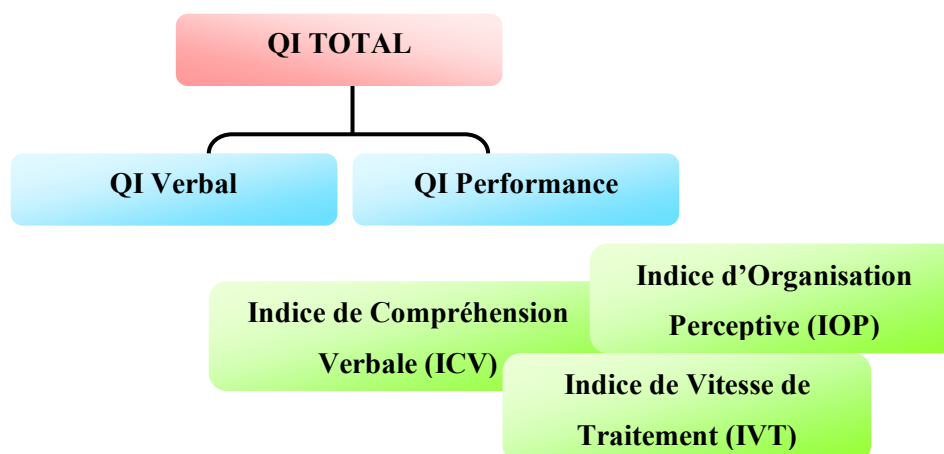 QI TOTAL
QI Verbal
QI Performance
Indice de Compréhension
Verbale (ICV)
Indice d’Organisation
Perceptive (IOP)
Indice de Vitesse de
Traitement (IVT)